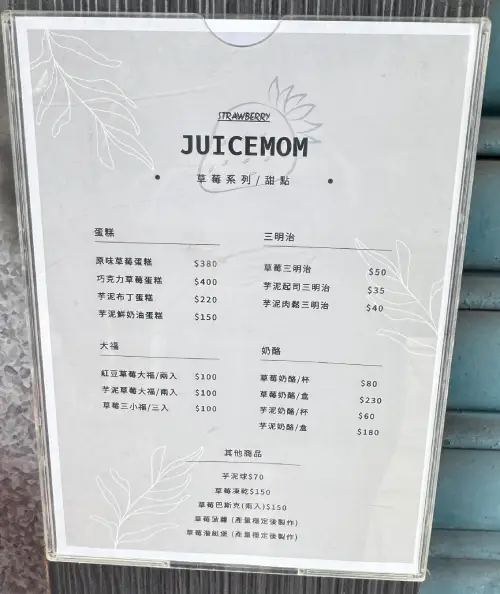 STRAWBERRY
JUICEMOM
草莓系列/甜點
蛋糕
原味草莓蛋糕 $380
巧克力草莓蛋糕 $400
芋泥布丁蛋糕 $220
芋泥鮮奶油蛋糕 $150
三明治
草莓三明治 $50
芋泥起司三明治 $35
芋泥肉鬆三明治 $40
大福
紅豆草莓大福/兩入 $100
芋泥草莓大福/兩入 $100
草莓三小福/三入 $100
奶酪
草莓奶酪/杯 $80
草莓奶酪/盒 $230
芋泥奶酪/杯 $60
芋泥奶酪/盒 $180
其他商品
芋泥球$70
草莓凍乾$150
草莓巴斯克(兩入)$150
草莓菠蘿 (產量穩定後製作)
草莓潛艇堡 (產量穩定後製作)